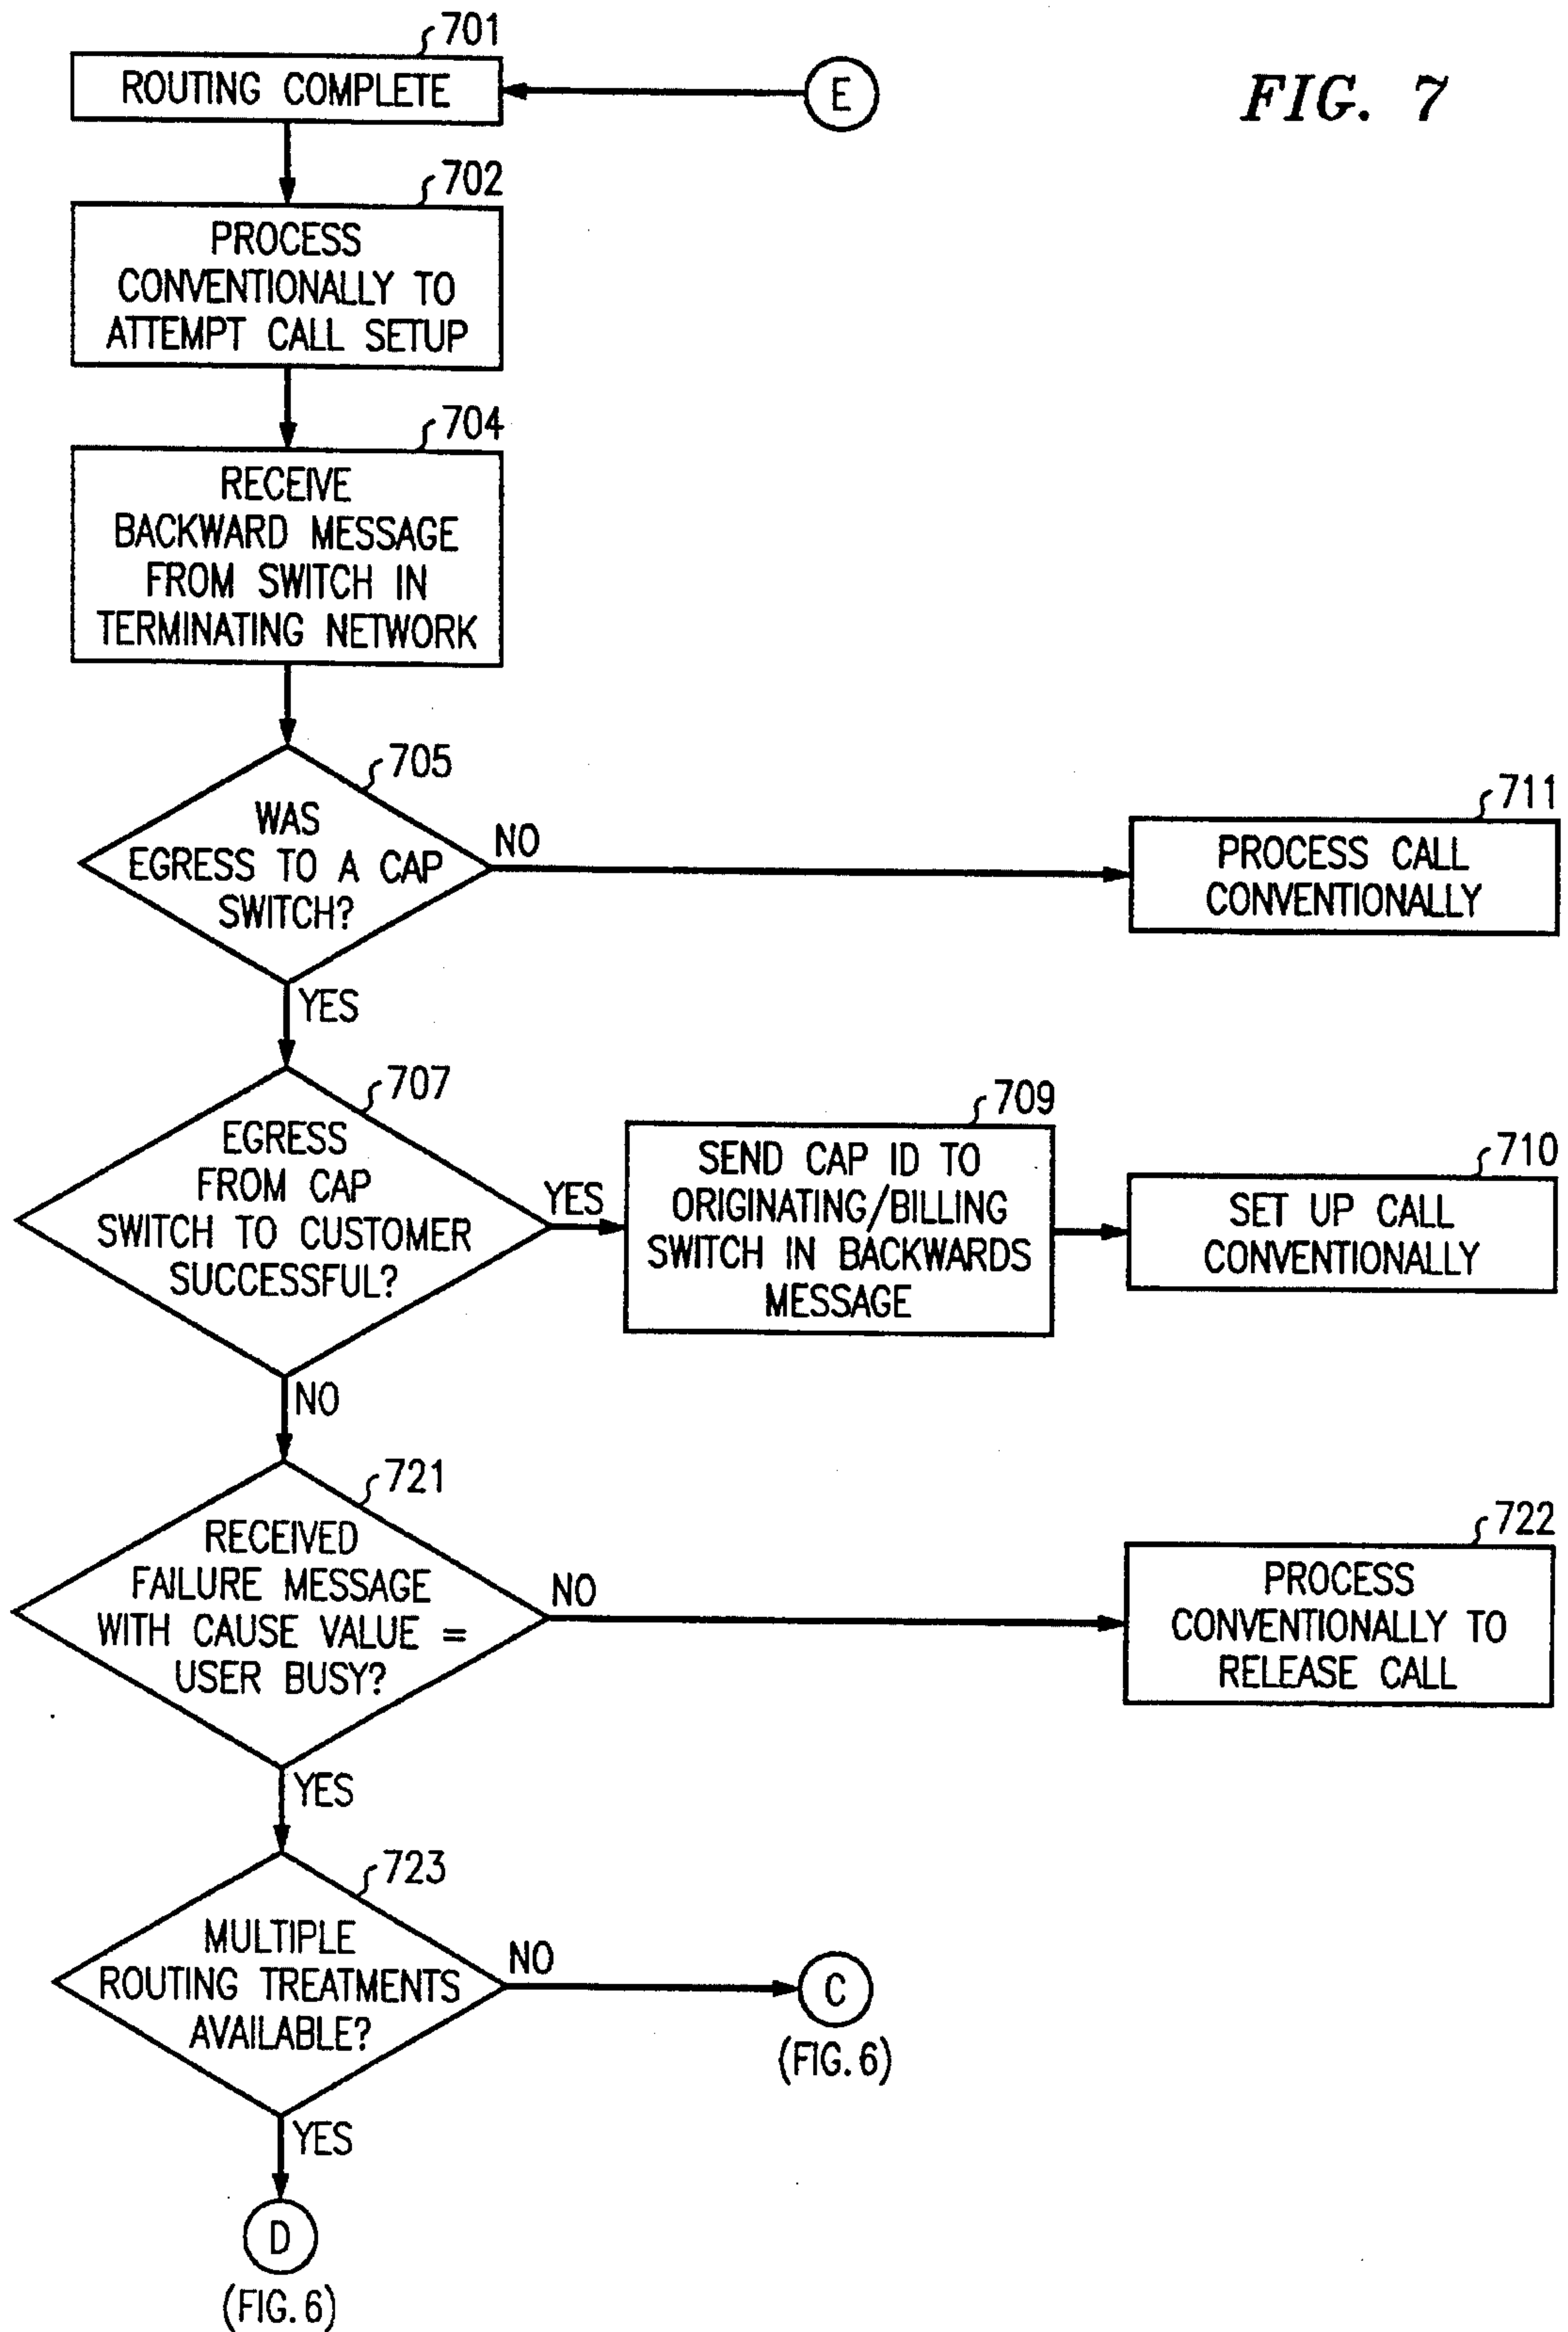 701
ROUTING COMPLETE
E
FIG. 7
702
PROCESS
CONVENTIONALLY TO
ATTEMPT CALL SETUP
704
RECEIVE
BACKWARD MESSAGE
FROM SWITCH IN
TERMINATING NETWORK
705
WAS
EGRESS TO A CAP
SWITCH?
NO
711
PROCESS CALL
CONVENTIONALLY
YES
707
EGRESS
FROM CAP
SWITCH TO CUSTOMER
SUCCESSFUL?
YES
709
SEND CAP ID TO
ORIGINATING/BILLING
SWITCH IN BACKWARDS
MESSAGE
710
SET UP CALL
CONVENTIONALLY
NO
721
RECEIVED
FAILURE MESSAGE
WITH CAUSE VALUE =
USER BUSY?
NO
722
PROCESS
CONVENTIONALLY TO
RELEASE CALL
YES
723
MULTIPLE
ROUTING TREATMENTS
AVAILABLE?
NO
C
(FIG. 6)
YES
D
(FIG. 6)